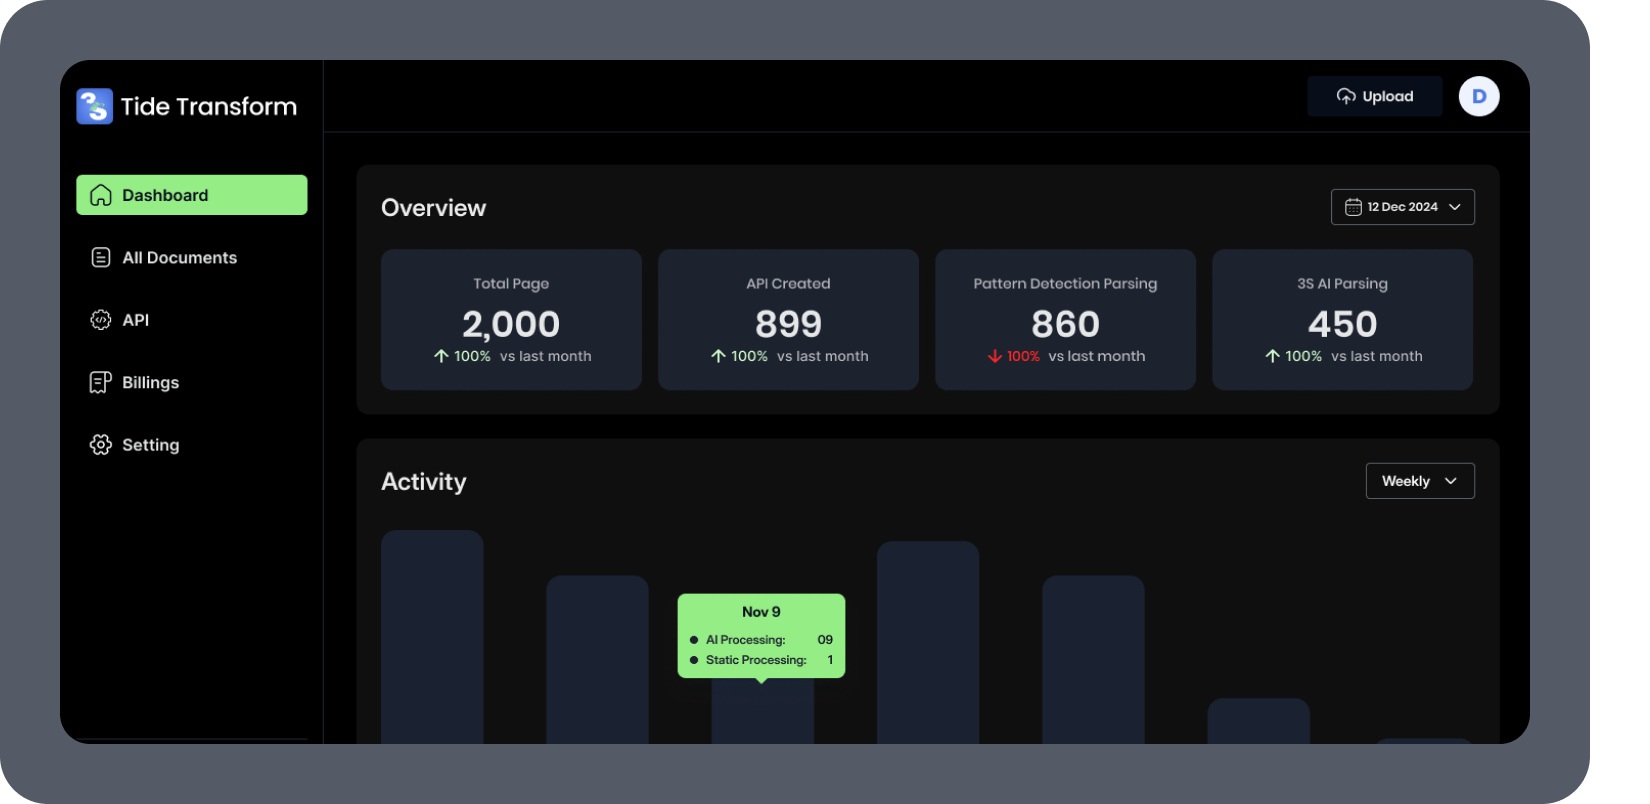 Tide Transform
Upload
D
Dashboard
All Documents
API
Billings
Setting
Overview
12 Dec 2024
Total Page
2,000
100% vs last month
API Created
899
100% vs last month
Pattern Detection Parsing
860
100% vs last month
3S AI Parsing
450
100% vs last month
Activity
Weekly
Nov 9
AI Processing: 09
Static Processing: 1